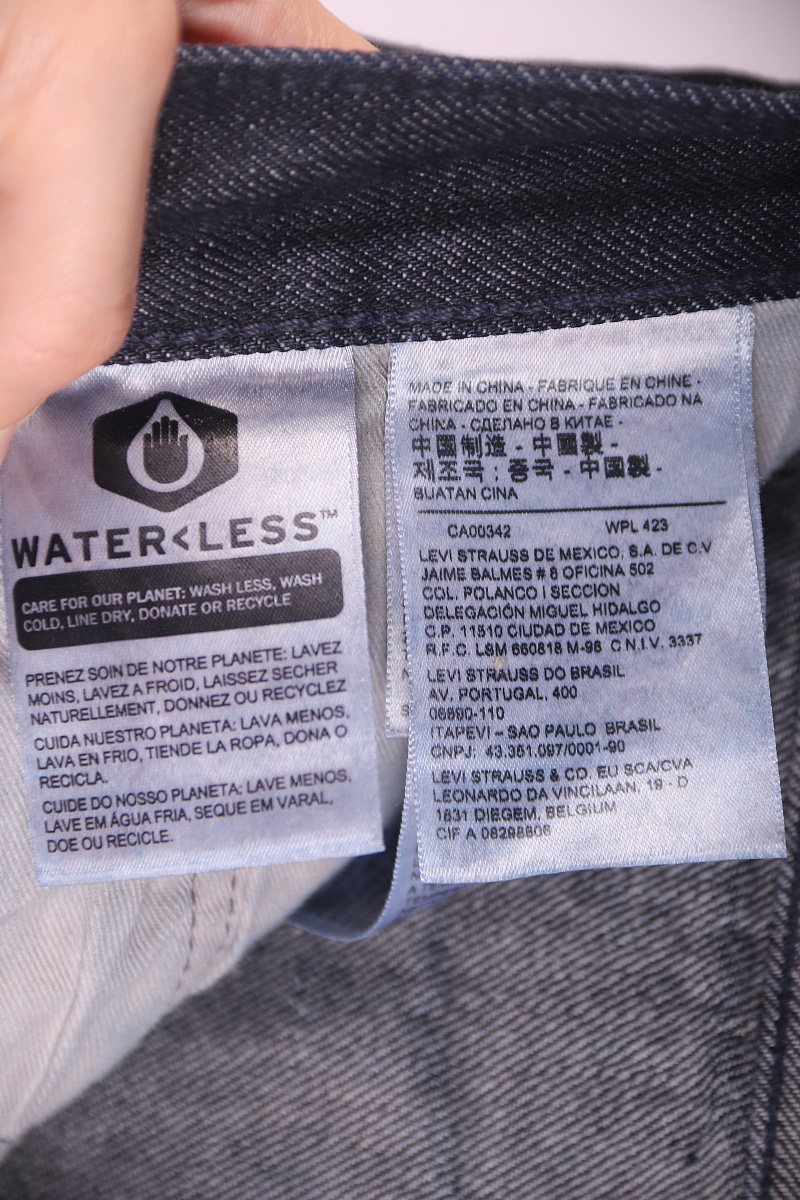 WATER<LESS™
CARE FOR OUR PLANET: WASH LESS, WASH
COLD, LINE DRY, DONATE OR RECYCLE
PRENEZ SOIN DE NOTRE PLANETE: LAVEZ
MOINS, LAVEZ A FROID, LAISSEZ SECHER
NATURELLEMENT, DONNEZ OU RECYCLEZ
CUIDA NUESTRO PLANETA: LAVA MENOS,
LAVA EN FRIO, TIENDE LA ROPA, DONA O
RECICLA.
CUIDE DO NOSSO PLANETA: LAVE MENOS,
LAVE EM ÁGUA FRIA, SEQUE EM VARAL,
DOE OU RECICLE.
MADE IN CHINA - FABRIQUE EN CHINE -
FABRICADO EN CHINA - FABRICADO NA
CHINA - СДЕЛАНО В КИТАЕ -
中國制造 - 中國製 -
제조국 : 중국 - 中國製 -
BUATAN CINA
CA00342 WPL 423
LEVI STRAUSS DE MEXICO, S.A. DE C.V
JAIME BALMES # 8 OFICINA 502
COL. POLANCO I SECCION
DELEGACIÓN MIGUEL HIDALGO
C.P. 11510 CIUDAD DE MEXICO
R.F.C. LSM 660818 M-98 C N.I.V. 3337
LEVI STRAUSS DO BRASIL
AV. PORTUGAL, 400
06690-110
ITAPEVI – SAO PAULO BRASIL
CNPJ: 43.351.097/0001-90
LEVI STRAUSS & CO. EU SCA/CVA
LEONARDO DA VINCILAAN, 19 - D
1831 DIEGEM, BELGIUM
CIF A 08298806